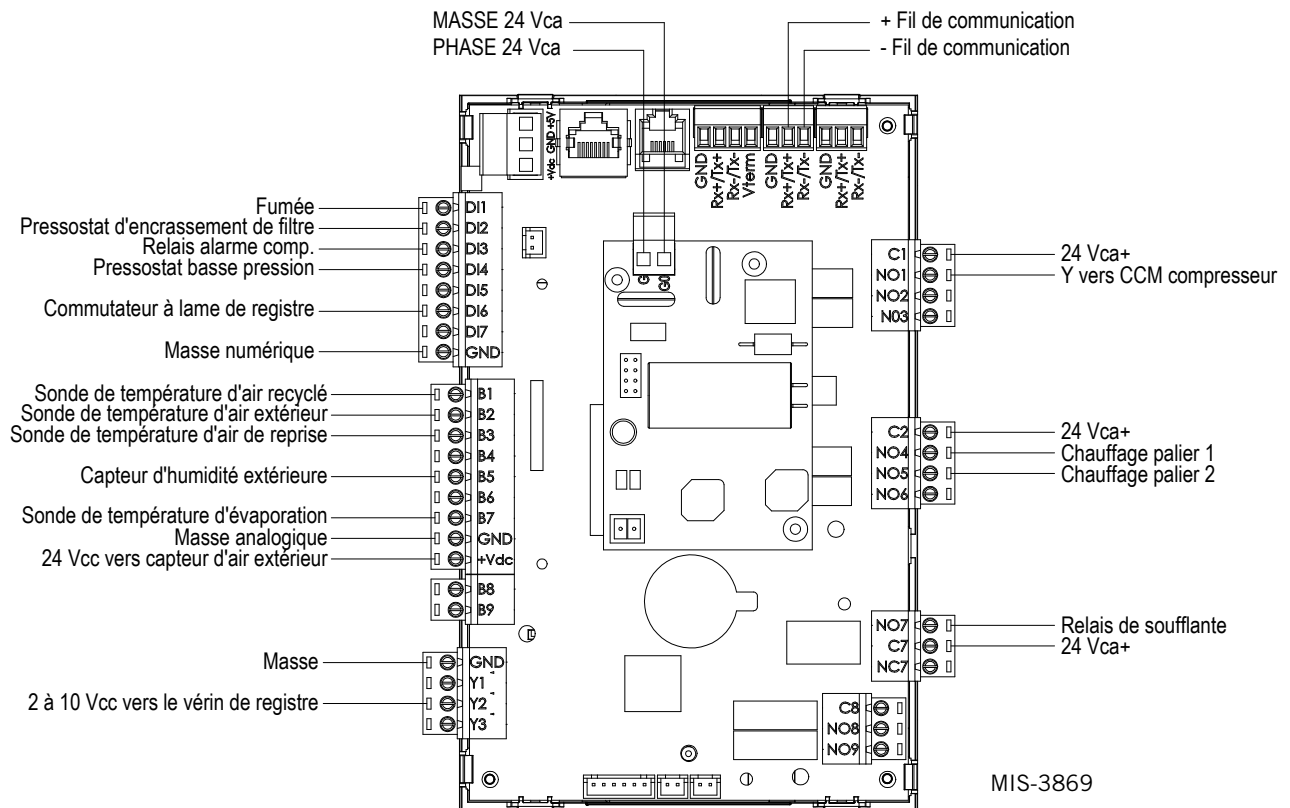 MASSE 24 Vca
PHASE 24 Vca
+ Fil de communication
- Fil de communication
+Vdc GND +5V
GND
Rx+/Tx+
Rx-/Tx-
Vterm
GND
Rx+/Tx+
Rx-/Tx-
GND
Rx+/Tx+
Rx-/Tx-
G
G0
Fumée DI1
Pressostat d'encrassement de filtre DI2
Relais alarme comp. DI3
Pressostat basse pression DI4
DI5
Commutateur à lame de registre DI6
DI7
Masse numérique GND
Sonde de température d'air recyclé B1
Sonde de température d'air extérieur B2
Sonde de température d'air de reprise B3
B4
Capteur d'humidité extérieure B5
B6
Sonde de température d'évaporation B7
Masse analogique GND
24 Vcc vers capteur d'air extérieur +Vdc
B8
B9
Masse GND
Y1
2 à 10 Vcc vers le vérin de registre Y2
Y3
C1 24 Vca+
NO1 Y vers CCM compresseur
NO2
N03
C2 24 Vca+
NO4 Chauffage palier 1
NO5 Chauffage palier 2
NO6
NO7 Relais de soufflante
C7 24 Vca+
NC7
C8
NO8
NO9
MIS-3869